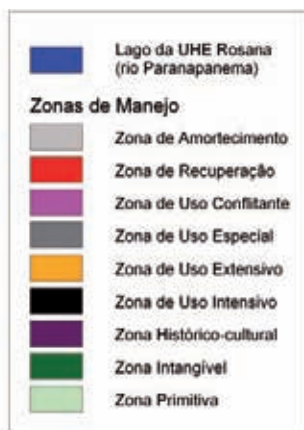 Lago da UHE Rosana
(rio Paranapanema)
Zonas de Manejo
Zona de Amortecimento
Zona de Recuperação
Zona de Uso Conflitante
Zona de Uso Especial
Zona de Uso Extensivo
Zona de Uso Intensivo
Zona Histórico-cultural
Zona Intangível
Zona Primitiva